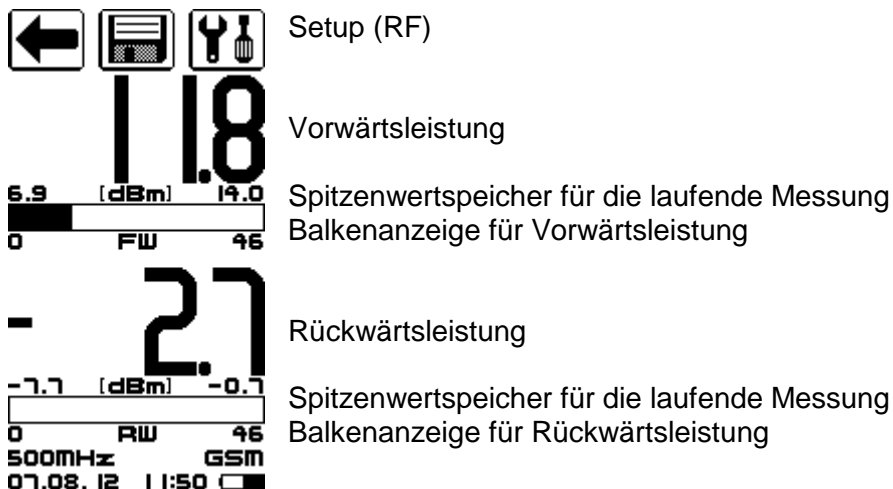 Setup (RF)
11.8
Vorwärtsleistung
6.9 [dBm] 14.0
Spitzenwertspeicher für die laufende Messung
Balkenanzeige für Vorwärtsleistung
0 FW 46
- 2.7
Rückwärtsleistung
-7.7 [dBm] -0.7
Spitzenwertspeicher für die laufende Messung
Balkenanzeige für Rückwärtsleistung
0 RW 46
500MHz GSM
07.08.12 11:50